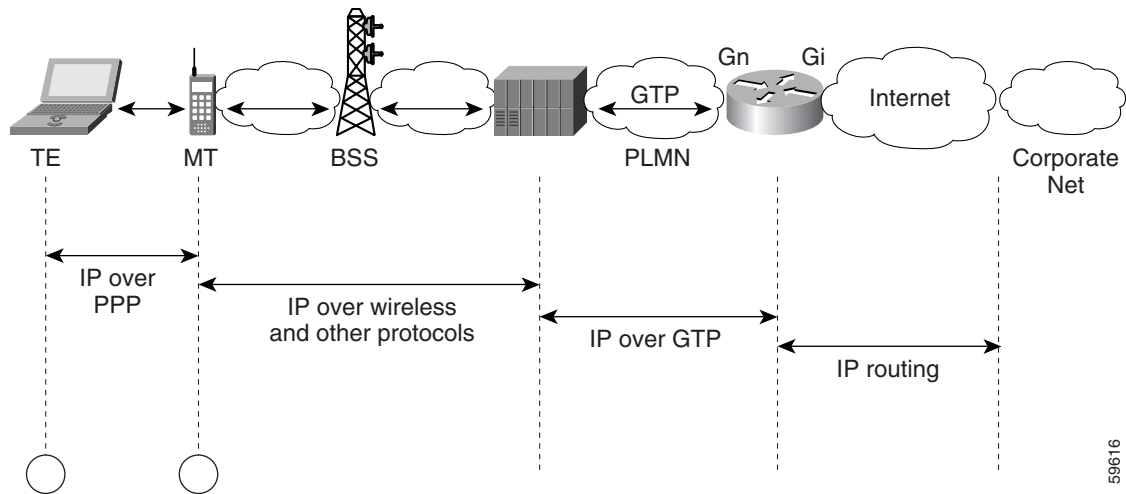 Gn
Gi
GTP
Internet
TE
MT
BSS
PLMN
Corporate
Net
IP over
PPP
IP over wireless
and other protocols
IP over GTP
IP routing
59616